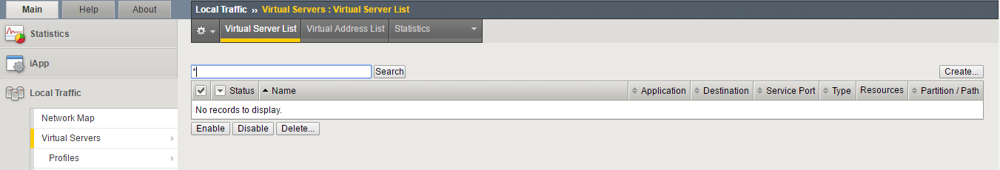 Main Help About
Local Traffic ›› Virtual Servers : Virtual Server List
Statistics
Virtual Server List Virtual Address List Statistics
iApp
* Search Create...
Local Traffic
Status Name Application Destination Service Port Type Resources Partition / Path
No records to display.
Network Map
Enable Disable Delete...
Virtual Servers
Profiles